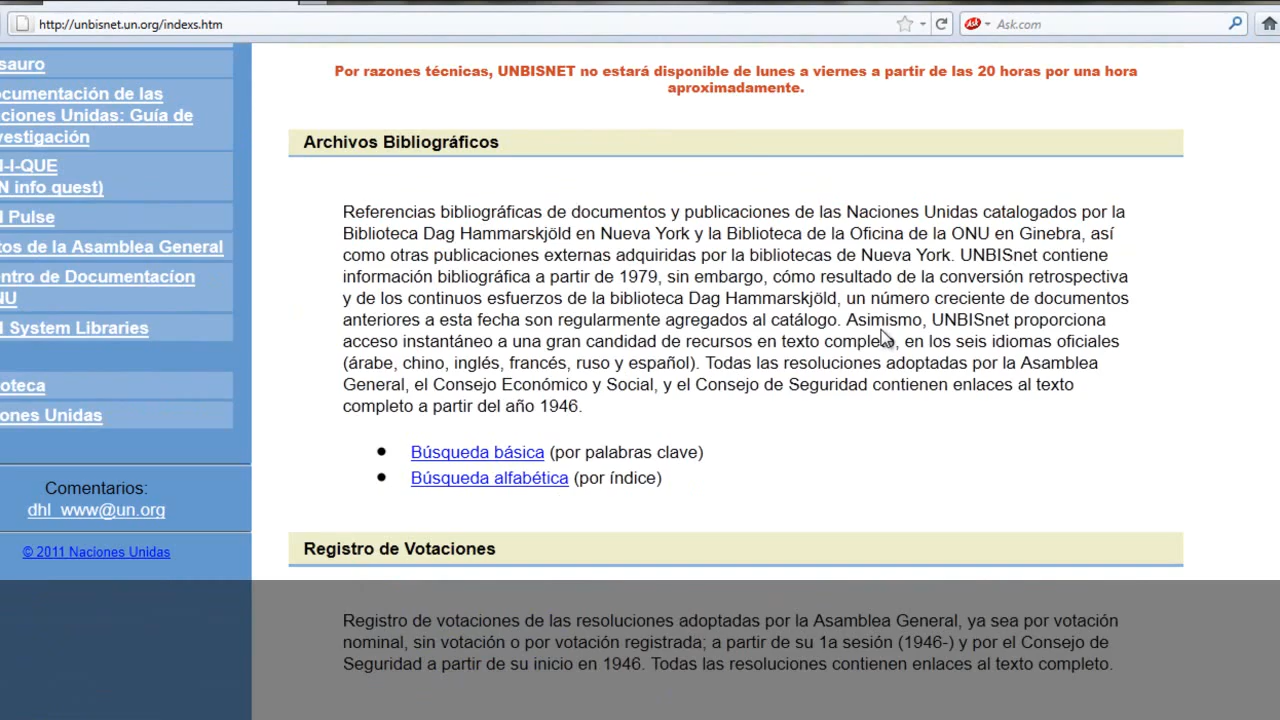 http://unbisnet.un.org/indexs.htm
Ask.com
sauro
ocumentación de las
ciones Unidas: Guía de
vestigación
I-I-QUE
N info quest)
I Pulse
tos de la Asamblea General
entro de Documentacíon
NU
I System Libraries
ioteca
ones Unidas
Comentarios:
dhl_www@un.org
© 2011 Naciones Unidas
Por razones técnicas, UNBISNET no estará disponible de lunes a viernes a partir de las 20 horas por una hora
aproximadamente.
Archivos Bibliográficos
Referencias bibliográficas de documentos y publicaciones de las Naciones Unidas catalogados por la
Biblioteca Dag Hammarskjöld en Nueva York y la Biblioteca de la Oficina de la ONU en Ginebra, así
como otras publicaciones externas adquiridas por la bibliotecas de Nueva York. UNBISnet contiene
información bibliográfica a partir de 1979, sin embargo, cómo resultado de la conversión retrospectiva
y de los continuos esfuerzos de la biblioteca Dag Hammarskjöld, un número creciente de documentos
anteriores a esta fecha son regularmente agregados al catálogo. Asimismo, UNBISnet proporciona
acceso instantáneo a una gran candidad de recursos en texto completo, en los seis idiomas oficiales
(árabe, chino, inglés, francés, ruso y español). Todas las resoluciones adoptadas por la Asamblea
General, el Consejo Económico y Social, y el Consejo de Seguridad contienen enlaces al texto
completo a partir del año 1946.
Búsqueda básica (por palabras clave)
Búsqueda alfabética (por índice)
Registro de Votaciones
Registro de votaciones de las resoluciones adoptadas por la Asamblea General, ya sea por votación
nominal, sin votación o por votación registrada; a partir de su 1a sesión (1946-) y por el Consejo de
Seguridad a partir de su inicio en 1946. Todas las resoluciones contienen enlaces al texto completo.